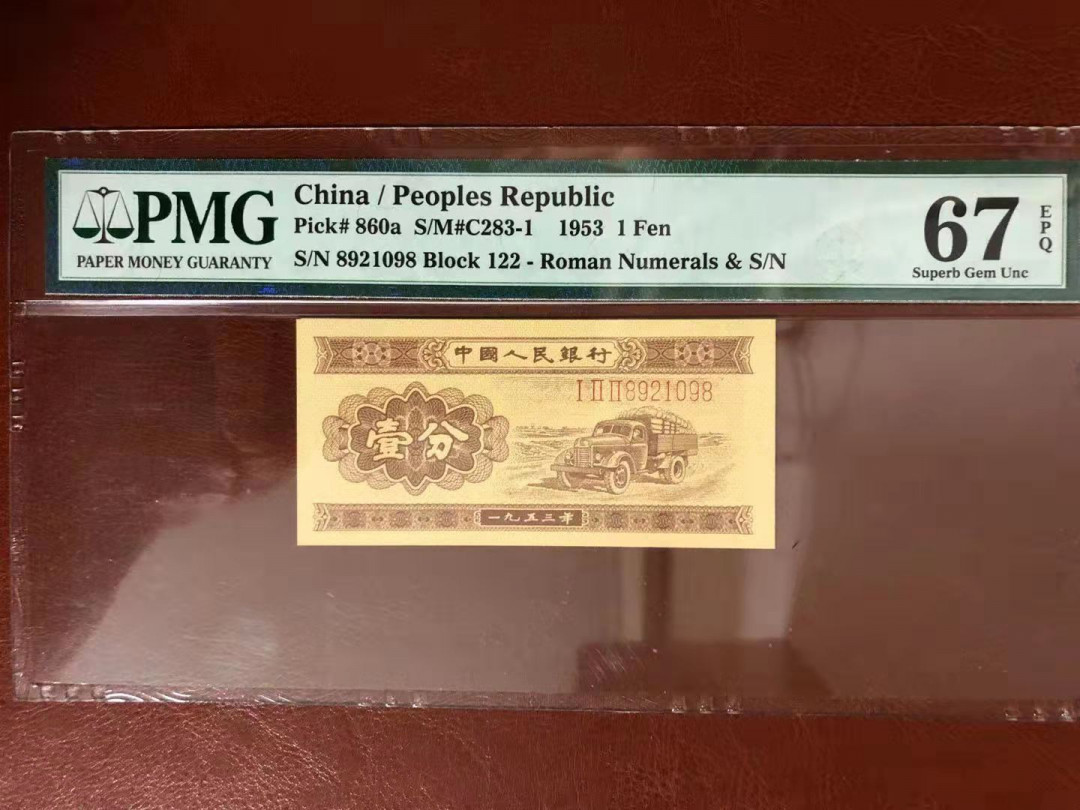 PMG
PAPER MONEY GUARANTY
China / Peoples Republic
Pick# 860a S/M#C283-1 1953 1 Fen
S/N 8921098 Block 122 - Roman Numerals & S/N
67
EPQ
Superb Gem Unc
中國人民銀行
I II II 8921098
壹分
一九五三年